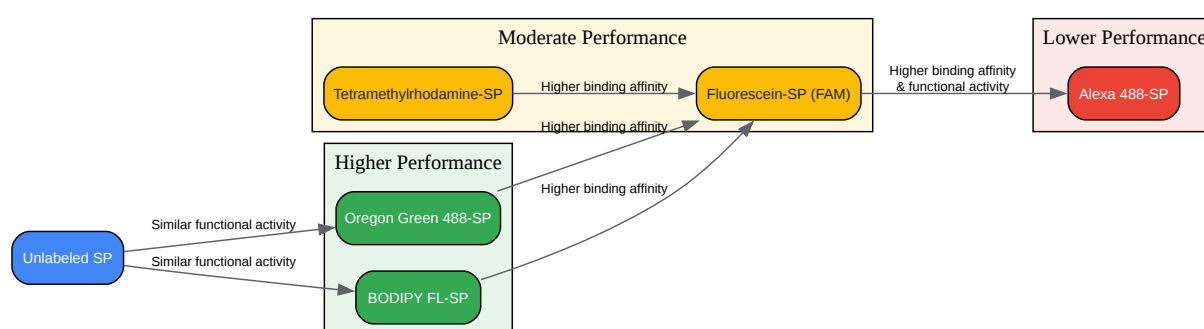 Moderate Performance
Lower Performance
Tetramethylrhodamine-SP
Higher binding affinity
Fluorescein-SP (FAM)
Higher binding affinity
& functional activity
Alexa 488-SP
Higher binding affinity
Higher Performance
Higher binding affinity
Oregon Green 488-SP
Similar functional activity
Unlabeled SP
Similar functional activity
BODIPY FL-SP